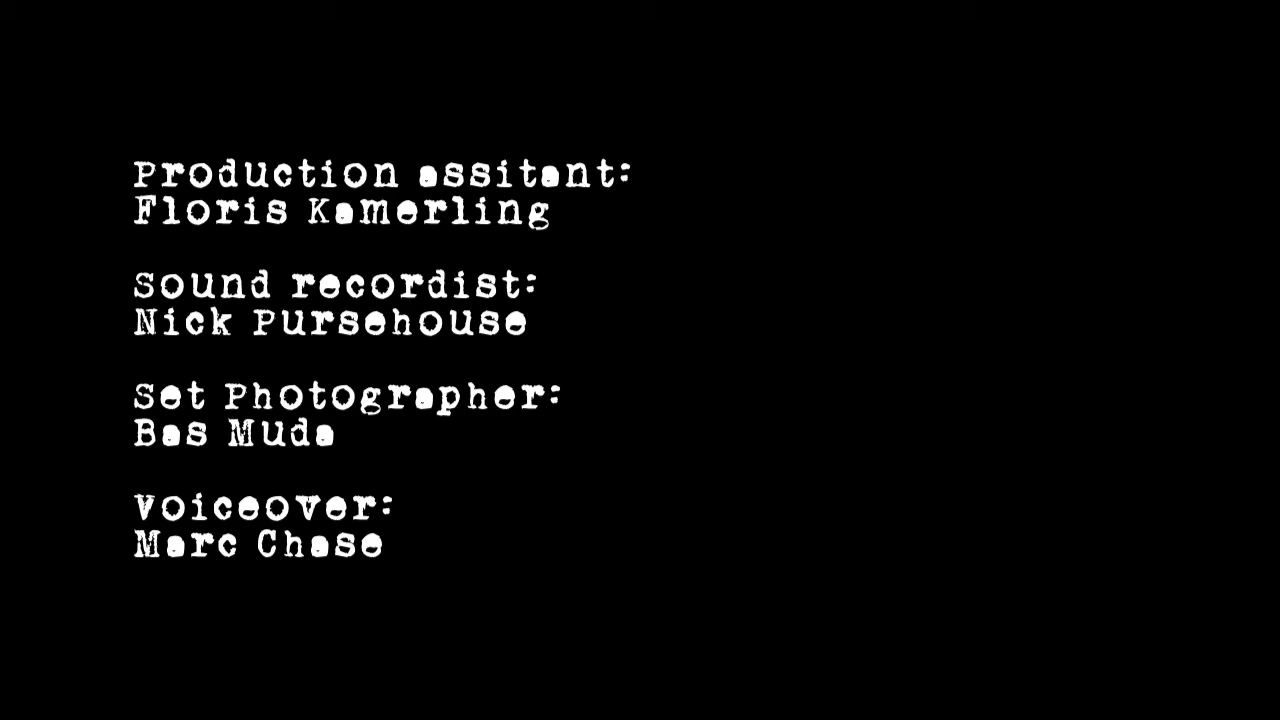 Production assitant:
Floris Kamerling
Sound recordist:
Nick Pursehouse
Set Photographer:
Bas Muda
Voiceover:
Marc Chase